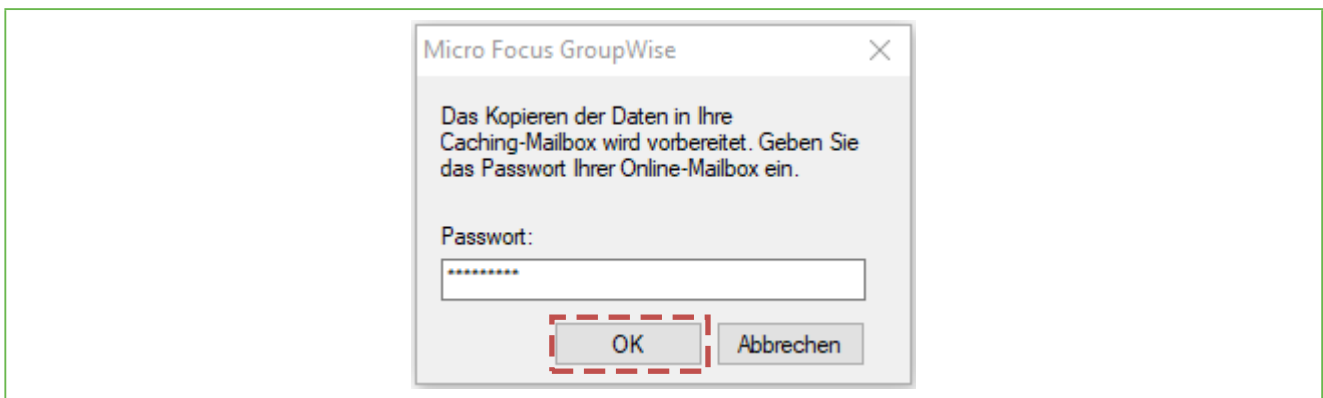 Micro Focus GroupWise
Das Kopieren der Daten in Ihre
Caching-Mailbox wird vorbereitet. Geben Sie
das Passwort Ihrer Online-Mailbox ein.
Passwort:
*********
OK Abbrechen